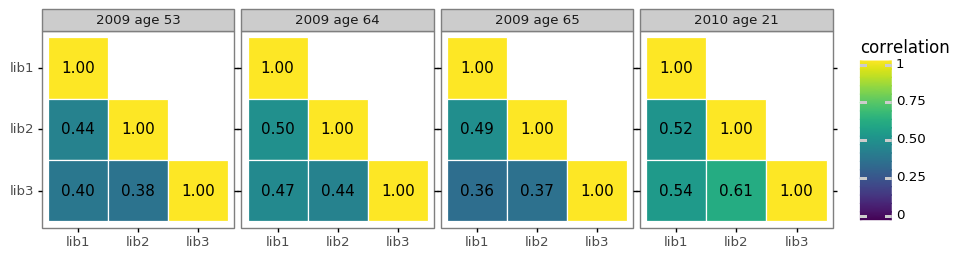 2009 age 53 2009 age 64 2009 age 65 2010 age 21
correlation
lib1 1.00 1.00 1.00 1.00
1
0.75
lib2 0.44 1.00 0.50 1.00 0.49 1.00 0.52 1.00
0.50
0.25
lib3 0.40 0.38 1.00 0.47 0.44 1.00 0.36 0.37 1.00 0.54 0.61 1.00
0
lib1 lib2 lib3 lib1 lib2 lib3 lib1 lib2 lib3 lib1 lib2 lib3